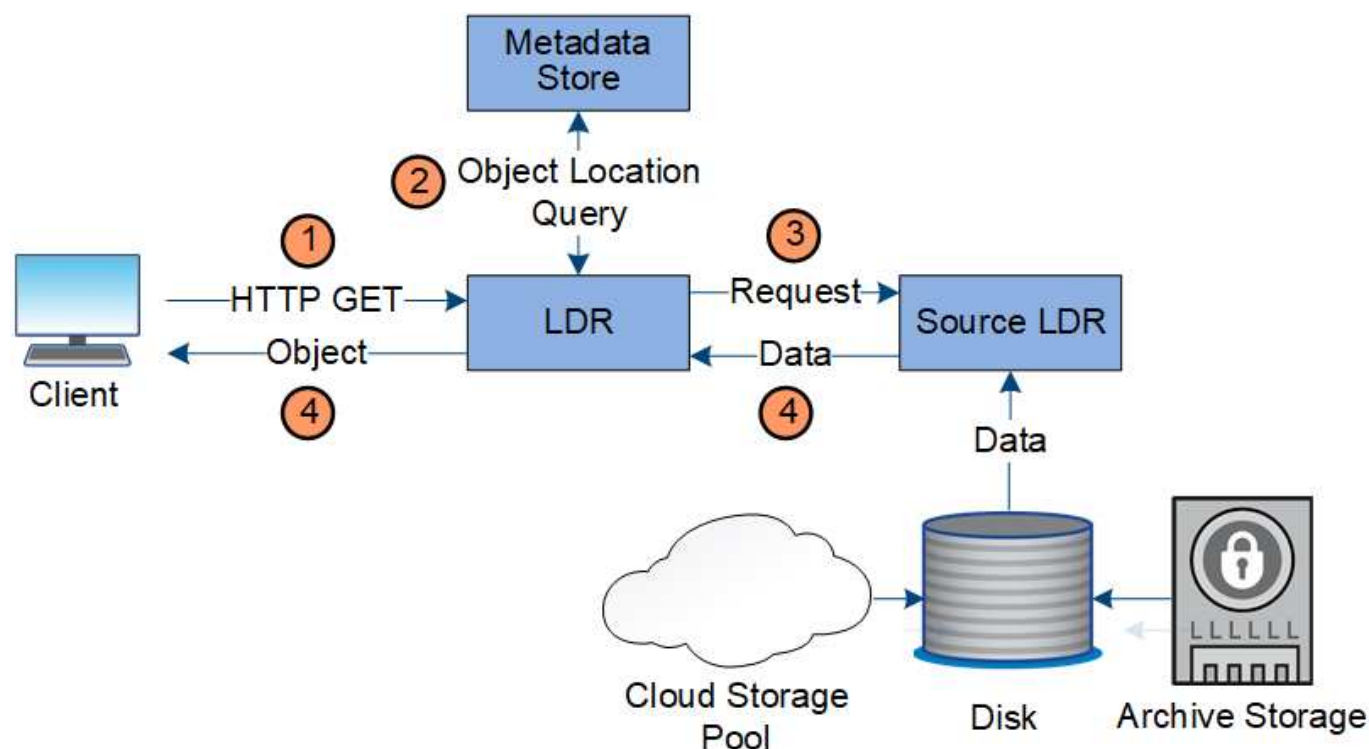 Metadata
Store
2
Object Location
Query
1
3
HTTP GET
LDR
Request
Source LDR
Object
Data
Client
4
4
Data
LLLLLL
Cloud Storage
Pool
Disk
Archive Storage